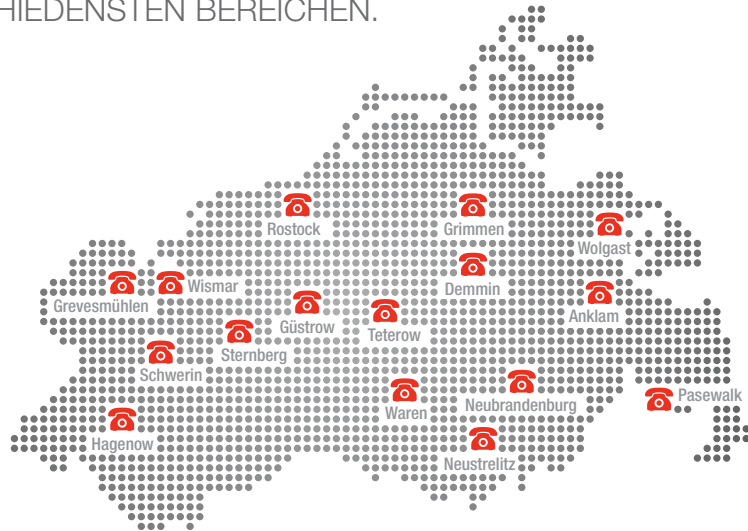 HIEDENSTEN BEREICHEN.
Rostock
Grimmen
Wolgast
Grevesmühlen
Wismar
Demmin
Anklam
Güstrow
Teterow
Sternberg
Schwerin
Waren
Neubrandenburg
Pasewalk
Hagenow
Neustrelitz